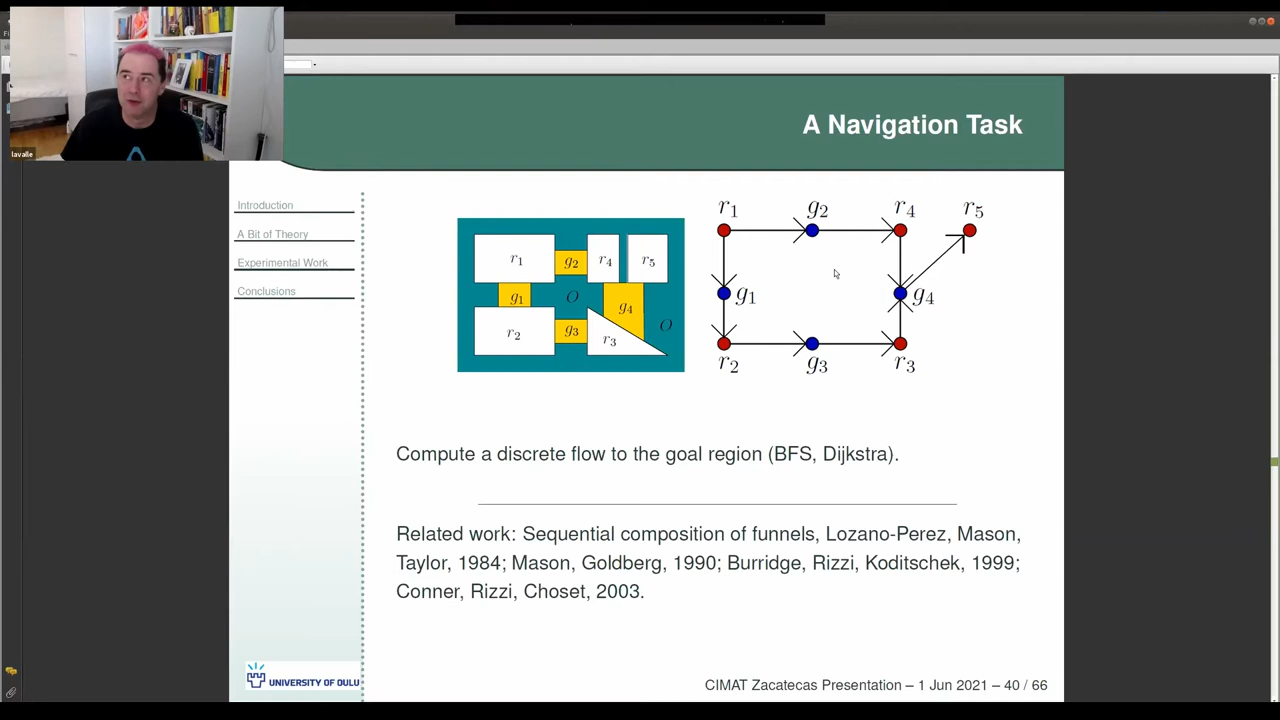 lavalle
A Navigation Task
Introduction
A Bit of Theory
Experimental Work
Conclusions
r1 g2 r4 r5
g1 O g4
r2 g3 r3 O
r1 g2 r4 r5
g1 g4
r2 g3 r3
Compute a discrete flow to the goal region (BFS, Dijkstra).
Related work: Sequential composition of funnels, Lozano-Perez, Mason,
Taylor, 1984; Mason, Goldberg, 1990; Burridge, Rizzi, Koditschek, 1999;
Conner, Rizzi, Choset, 2003.
UNIVERSITY OF OULU
CIMAT Zacatecas Presentation – 1 Jun 2021 – 40 / 66